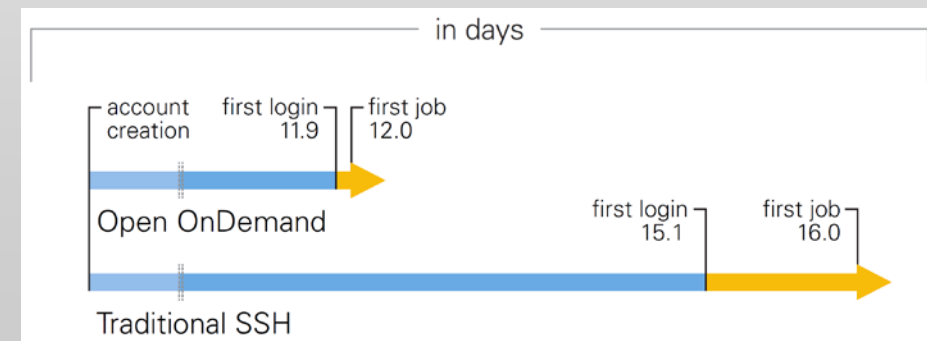 in days
account
creation
first login
11.9
first job
12.0
Open OnDemand
first login
15.1
first job
16.0
Traditional SSH